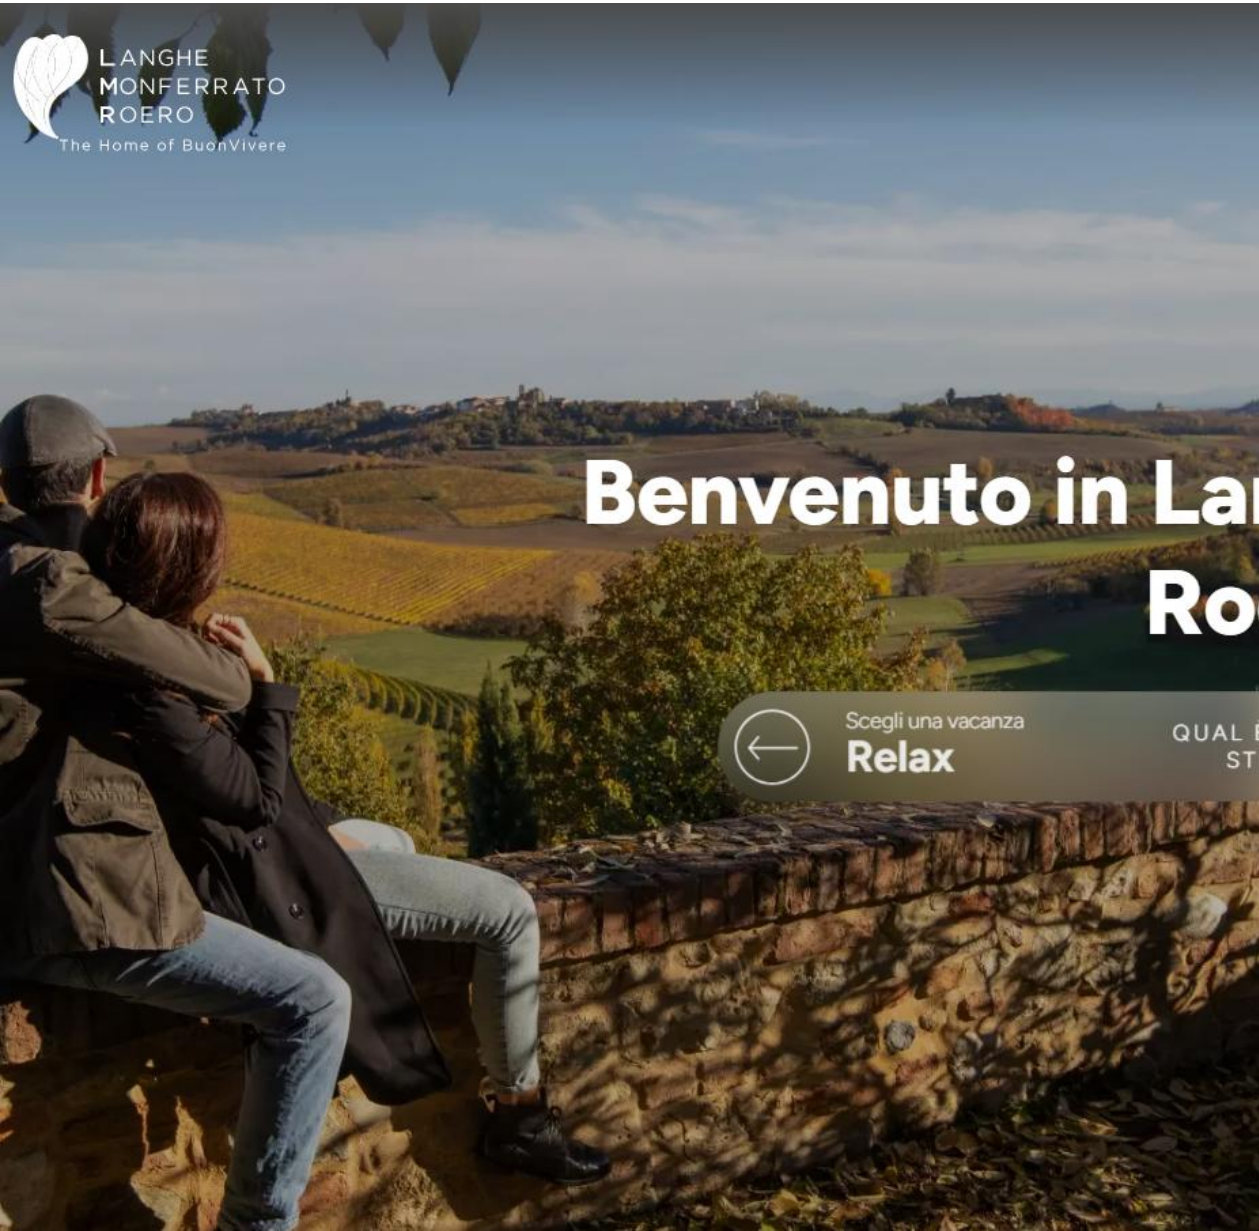 LANGHE
MONFERRATO
ROERO
The Home of BuonVivere
Benvenuto in La
Ro
Scegli una vacanza
Relax
QUAL
ST